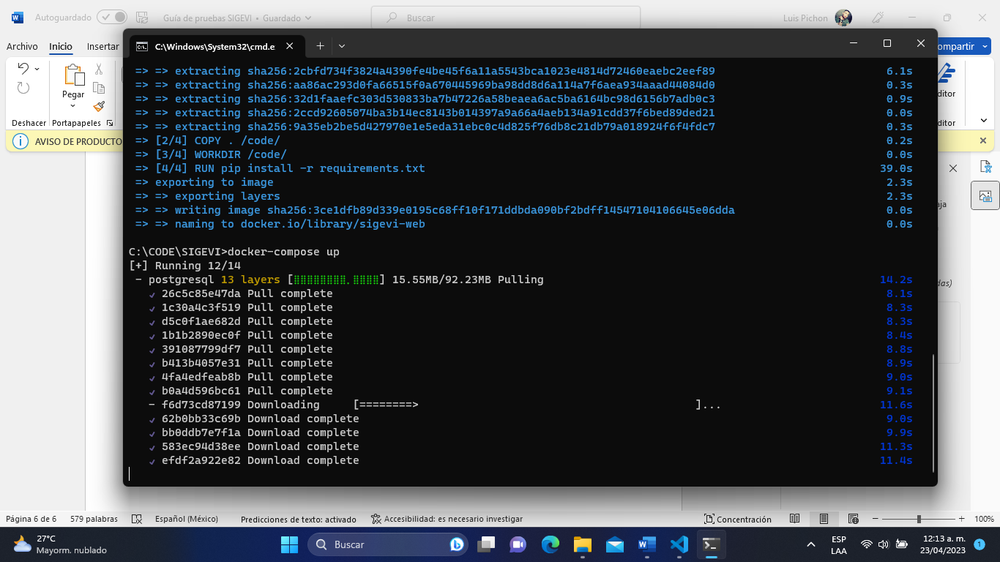 Autoguardado
Guía de pruebas SIGEVI • Guardado
Buscar
Luis Pichon
Archivo
Inicio
Insertar
ompartir
C:\Windows\System32\cmd.e
Pegar
Deshacer
Portapapeles
ditor
ditor
AVISO DE PRODUCTO
=> => extracting sha256:2cbfd734f3824a4390fe4be45f6a11a5543bca1023e4814d72460eaebc2eef89 6.1s
=> => extracting sha256:aa86ac293d0fa66515f0a670445969ba98dd8d6a114a7f6aea934aaad44084d0 0.3s
=> => extracting sha256:32d1faaefc303d530833ba7b47226a58beaea6ac5ba6164bc98d6156b7adb0c3 0.9s
=> => extracting sha256:2ccd92605074ba3b14ec8143b014397a9a66a4aeb134a91cdd37f6bed89ded21 0.0s
=> => extracting sha256:9a35eb2be5d427970e1e5eda31ebc0c4d825f76db8c21db79a018924f6f4fdc7 0.3s
=> [2/4] COPY . /code/ 0.2s
=> [3/4] WORKDIR /code/ 0.0s
=> [4/4] RUN pip install -r requirements.txt 39.0s
=> exporting to image 2.3s
=> => exporting layers 2.3s
=> => writing image sha256:3ce1dfb89d339e0195c68ff10f171ddbda090bf2bdff14547104106645e06dda 0.0s
=> => naming to docker.io/library/sigevi-web 0.0s
C:\CODE\SIGEVI>docker-compose up
[+] Running 12/14
- postgresql 13 layers [⣿⣿⣿⣿⣿⣿⣿⣿⡀⣿⣿⣿⣿] 15.55MB/92.23MB Pulling 14.2s
✓ 26c5c85e47da Pull complete 8.1s
✓ 1c30a4c3f519 Pull complete 8.3s
✓ d5c0f1ae682d Pull complete 8.3s
✓ 1b1b2890ec0f Pull complete 8.4s
✓ 391087799df7 Pull complete 8.8s
✓ b413b4057e31 Pull complete 8.9s
✓ 4fa4edfeab8b Pull complete 9.0s
✓ b0a4d596bc61 Pull complete 9.1s
- f6d73cd87199 Downloading [========> ]... 11.6s
✓ 62b0bb33c69b Download complete 9.0s
✓ bb0ddb7e7f1a Download complete 9.9s
✓ 583ec94d38ee Download complete 11.3s
✓ efdf2a922e82 Download complete 11.4s
aja
das)
Página 6 de 6
579 palabras
Español (México)
Predicciones de texto: activado
Accesibilidad: es necesario investigar
Concentración
100%
27°C
Mayorm. nublado
Buscar
ESP
LAA
12:13 a. m.
23/04/2023
1